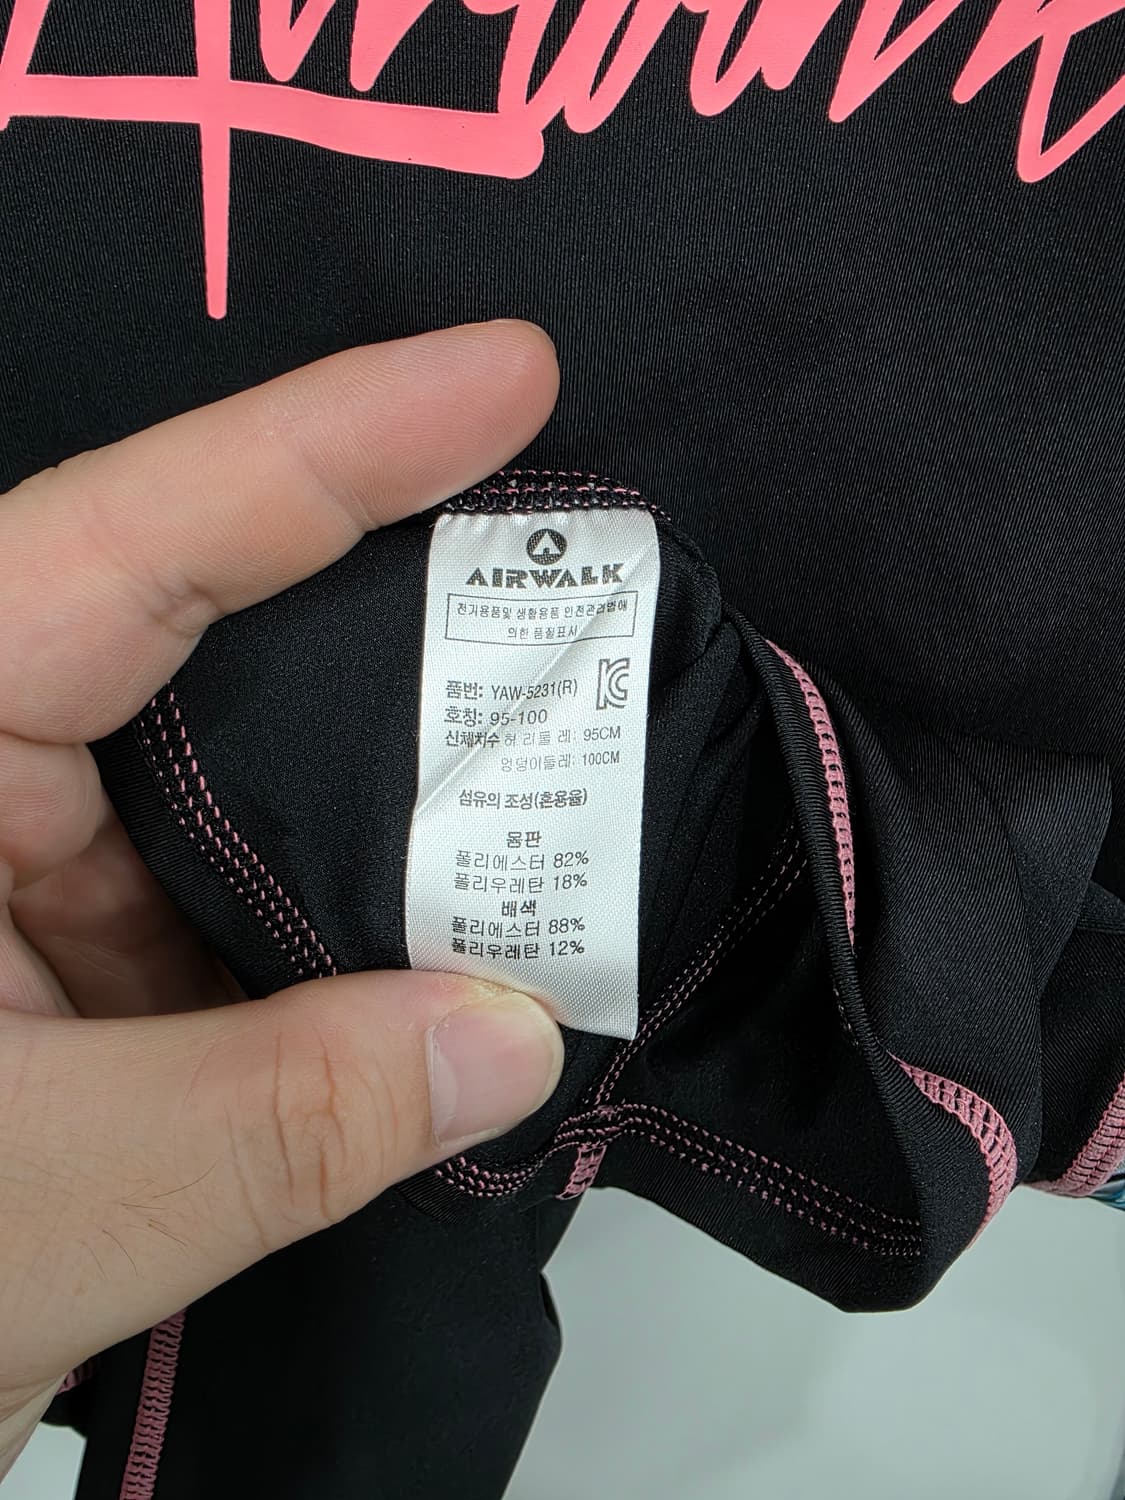 Airwalk
AIRWALK
전기용품및 생활용품 안전관리법에
의한 품질표시
품번: YAW-5231(R)
호칭: 95-100
신체치수 허 리 둘 레: 95CM
엉덩이둘레: 100CM
섬유의 조성(혼용율)
몸판
폴리에스터 82%
폴리우레탄 18%
배색
폴리에스터 88%
폴리우레탄 12%